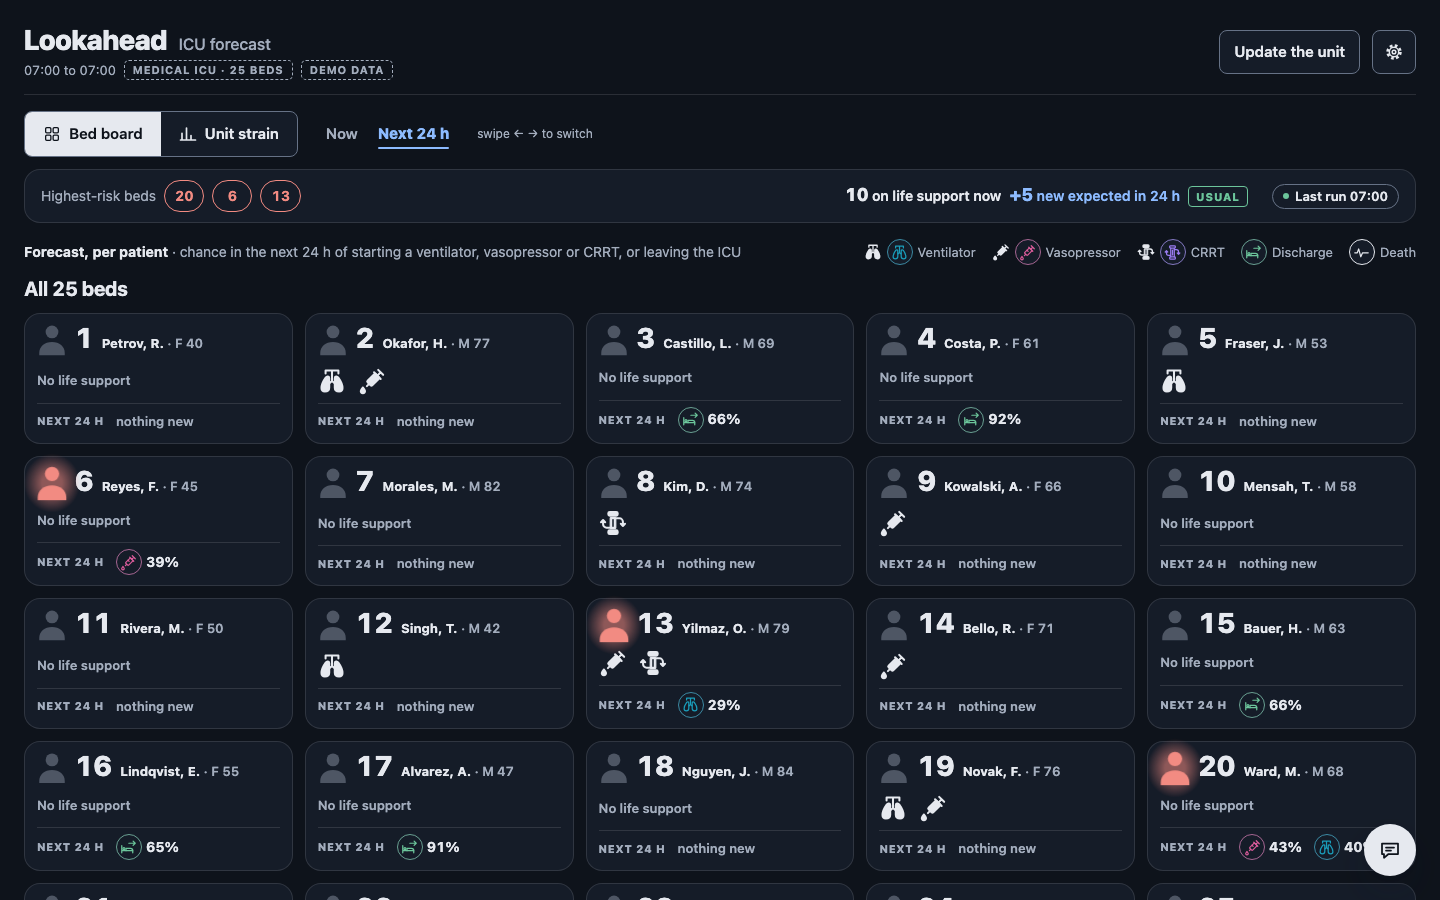 Lookahead ICU forecast
07:00 to 07:00 MEDICAL ICU · 25 BEDS DEMO DATA
Update the unit
Bed board Unit strain Now Next 24 h swipe ← → to switch
Highest-risk beds 20 6 13
10 on life support now +5 new expected in 24 h USUAL Last run 07:00
Forecast, per patient · chance in the next 24 h of starting a ventilator, vasopressor or CRRT, or leaving the ICU
Ventilator Vasopressor CRRT Discharge Death
All 25 beds
1 Petrov, R. · F 40
No life support
NEXT 24 H nothing new
2 Okafor, H. · M 77
NEXT 24 H nothing new
3 Castillo, L. · M 69
No life support
NEXT 24 H 66%
4 Costa, P. · F 61
No life support
NEXT 24 H 92%
5 Fraser, J. · M 53
NEXT 24 H nothing new
6 Reyes, F. · F 45
No life support
NEXT 24 H 39%
7 Morales, M. · M 82
No life support
NEXT 24 H nothing new
8 Kim, D. · M 74
NEXT 24 H nothing new
9 Kowalski, A. · F 66
NEXT 24 H nothing new
10 Mensah, T. · M 58
No life support
NEXT 24 H nothing new
11 Rivera, M. · F 50
No life support
NEXT 24 H nothing new
12 Singh, T. · M 42
NEXT 24 H nothing new
13 Yilmaz, O. · M 79
NEXT 24 H 29%
14 Bello, R. · F 71
NEXT 24 H nothing new
15 Bauer, H. · M 63
No life support
NEXT 24 H 66%
16 Lindqvist, E. · F 55
No life support
NEXT 24 H 65%
17 Alvarez, A. · M 47
No life support
NEXT 24 H 91%
18 Nguyen, J. · M 84
No life support
NEXT 24 H nothing new
19 Novak, F. · F 76
NEXT 24 H nothing new
20 Ward, M. · M 68
No life support
NEXT 24 H 43% 40